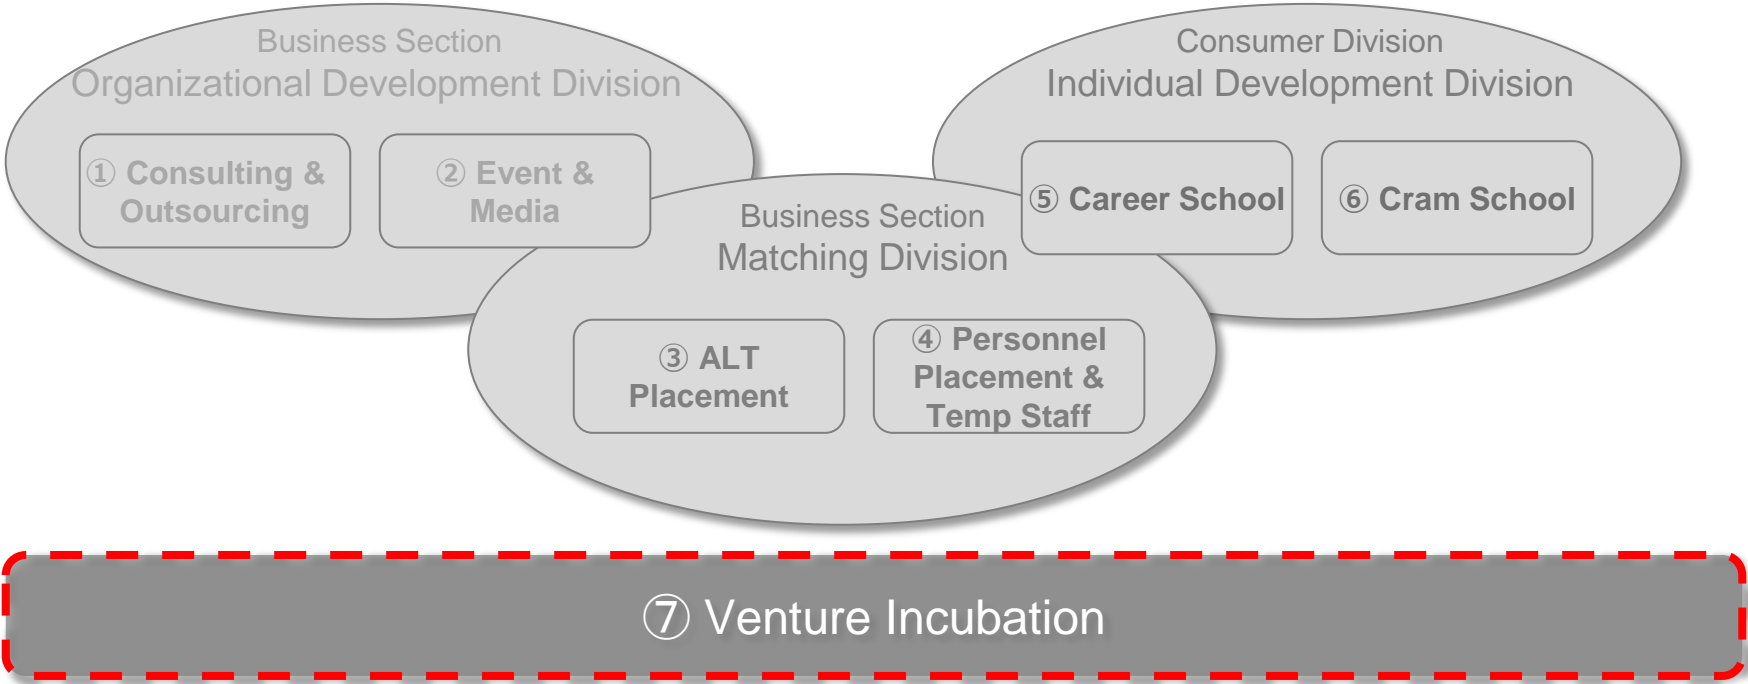 Business Section
Organizational Development Division
① Consulting &
Outsourcing
② Event &
Media
Business Section
Matching Division
③ ALT
Placement
④ Personnel
Placement &
Temp Staff
Consumer Division
Individual Development Division
⑤ Career School
⑥ Cram School
⑦ Venture Incubation